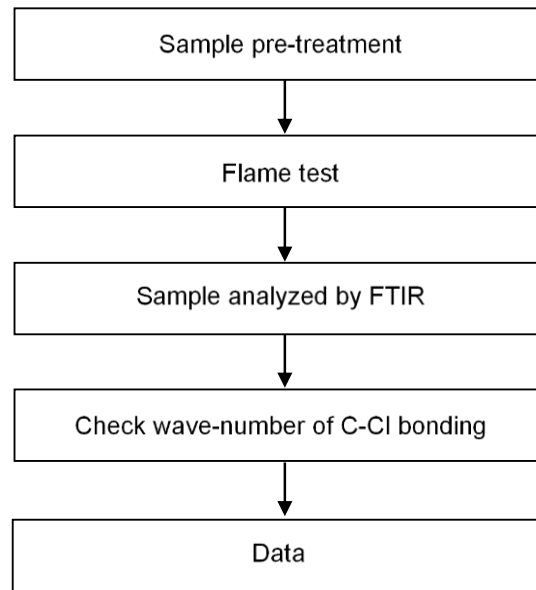 Sample pre-treatment
Flame test
Sample analyzed by FTIR
Check wave-number of C-Cl bonding
Data